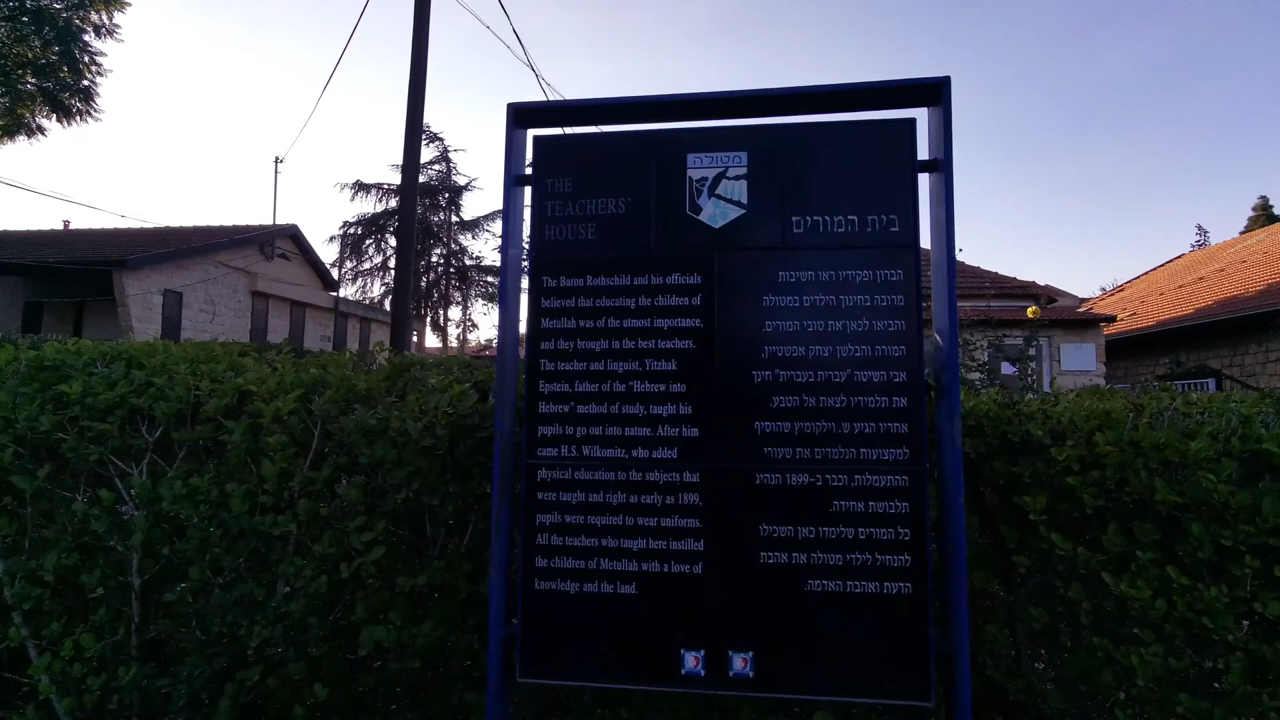 מטולה
THE
TEACHERS'
HOUSE
בית המורים
The Baron Rothschild and his officials
believed that educating the children of
Metullah was of the utmost importance,
and they brought in the best teachers.
The teacher and linguist, Yitzhak
Epstein, father of the “Hebrew into
Hebrew” method of study, taught his
pupils to go out into nature. After him
came H.S. Wilkomitz, who added
physical education to the subjects that
were taught and right as early as 1899,
pupils were required to wear uniforms.
All the teachers who taught here instilled
the children of Metullah with a love of
knowledge and the land.
הברון ופקידיו ראו חשיבות
מרובה בחינוך הילדים במטולה
והביאו לכאן את טובי המורים.
המורה והבלשן יצחק אפשטיין,
אבי השיטה "עברית בעברית" חינך
את תלמידיו לצאת אל הטבע.
אחריו הגיע ש. וילקומיץ שהוסיף
למקצועות הנלמדים את שעורי
ההתעמלות, וכבר ב–1899 הנהיג
תלבושת אחידה.
כל המורים שלימדו כאן השכילו
להנחיל לילדי מטולה את אהבת
הדעת ואהבת האדמה.